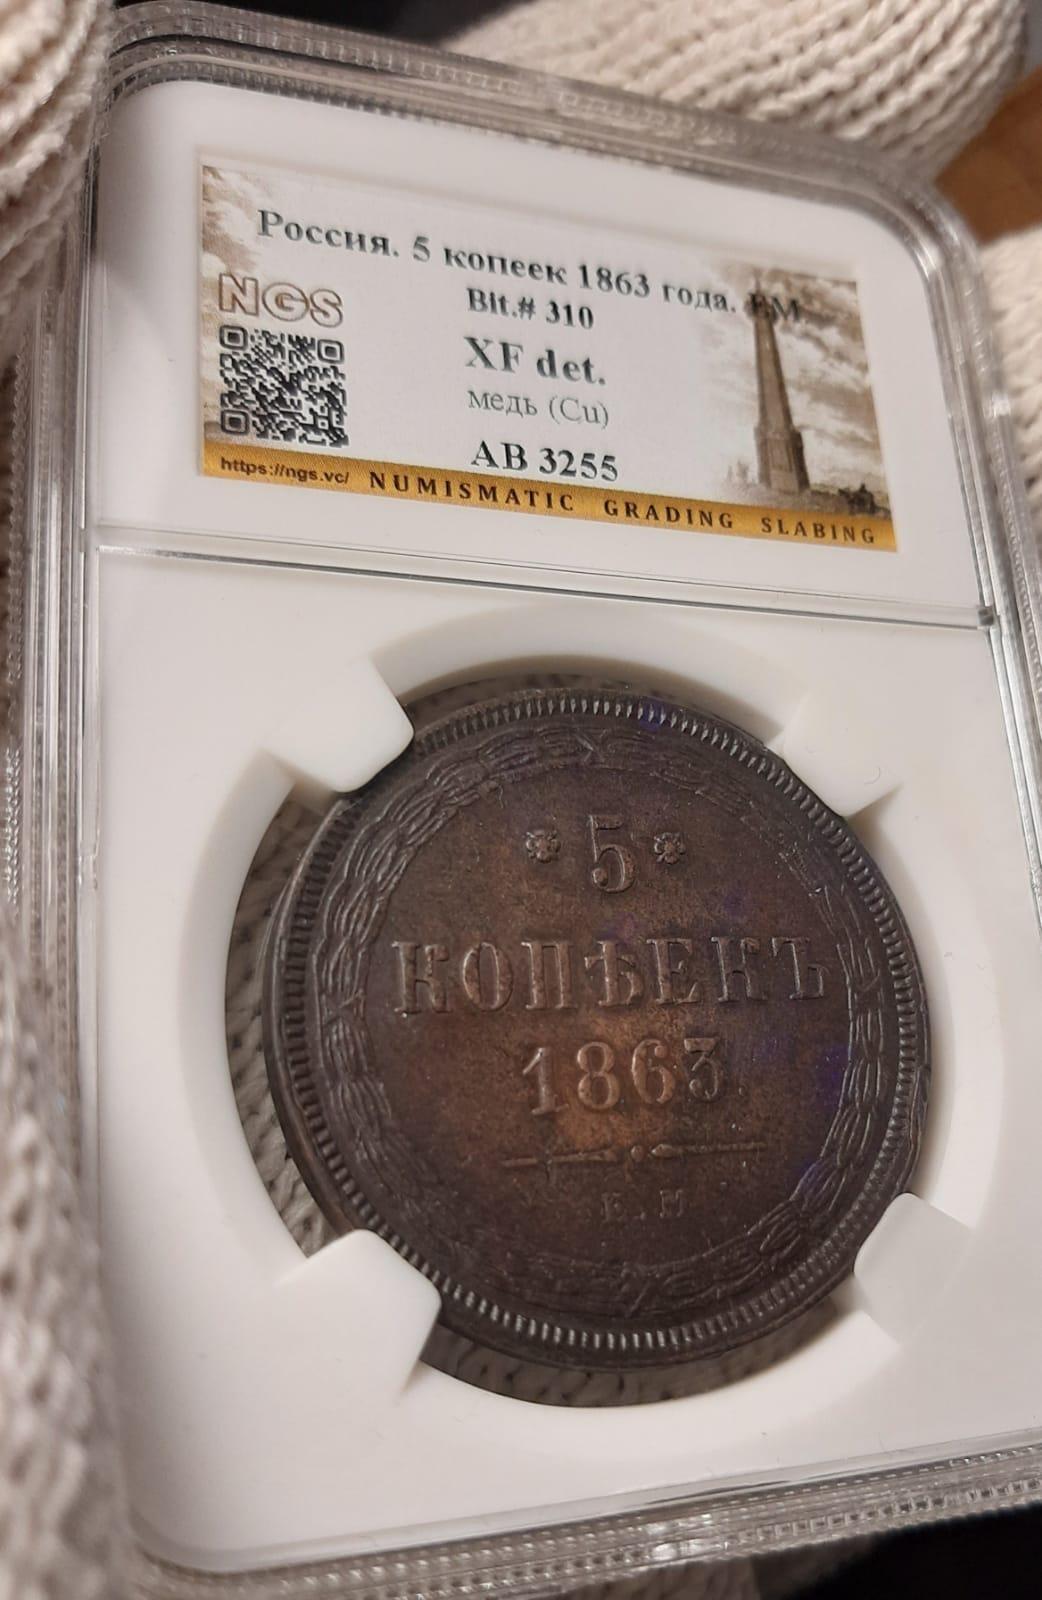 Россия. 5 копеек 1863 года. ЕМ
Bit.# 310
NGS
XF det.
медь (Cu)
AB 3255
https://ngs.vc/
NUMISMATIC GRADING SLABING
* 5 *
КОПѢЕКЪ
1863.
Е.М